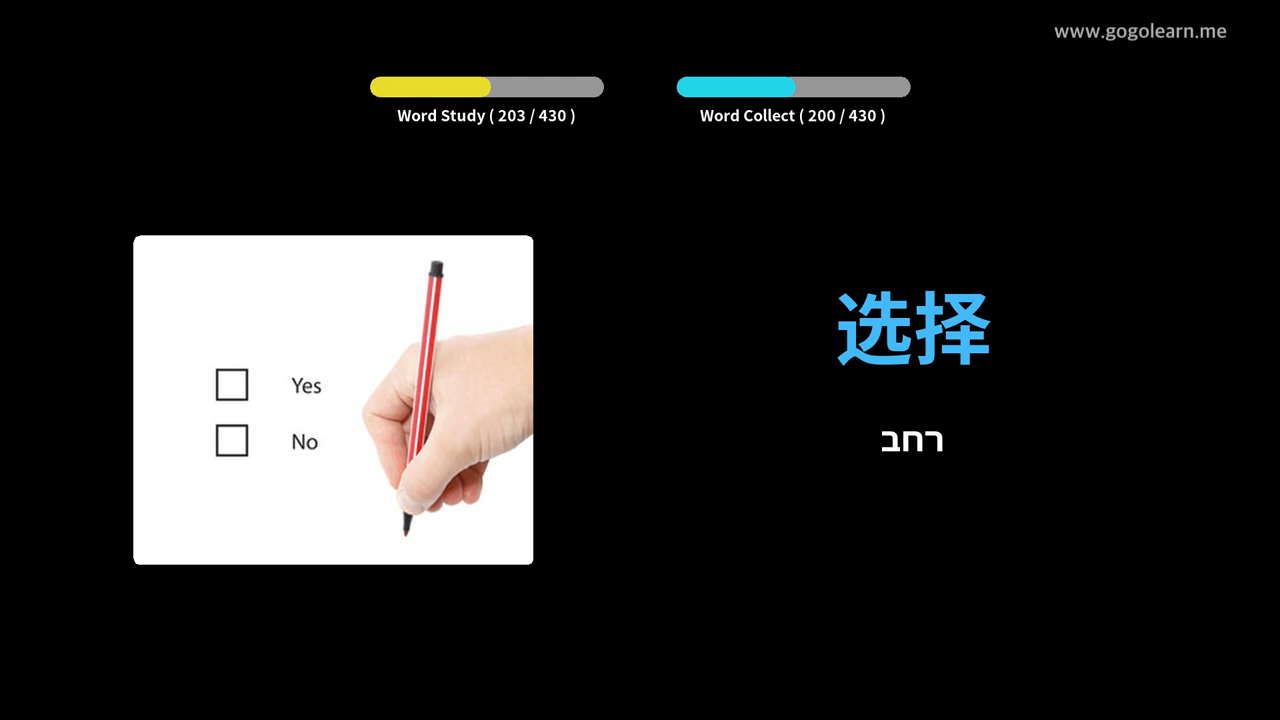 www.gogolearn.me
Word Study ( 203 / 430 )
Word Collect ( 200 / 430 )
Yes
No
选择
רחב